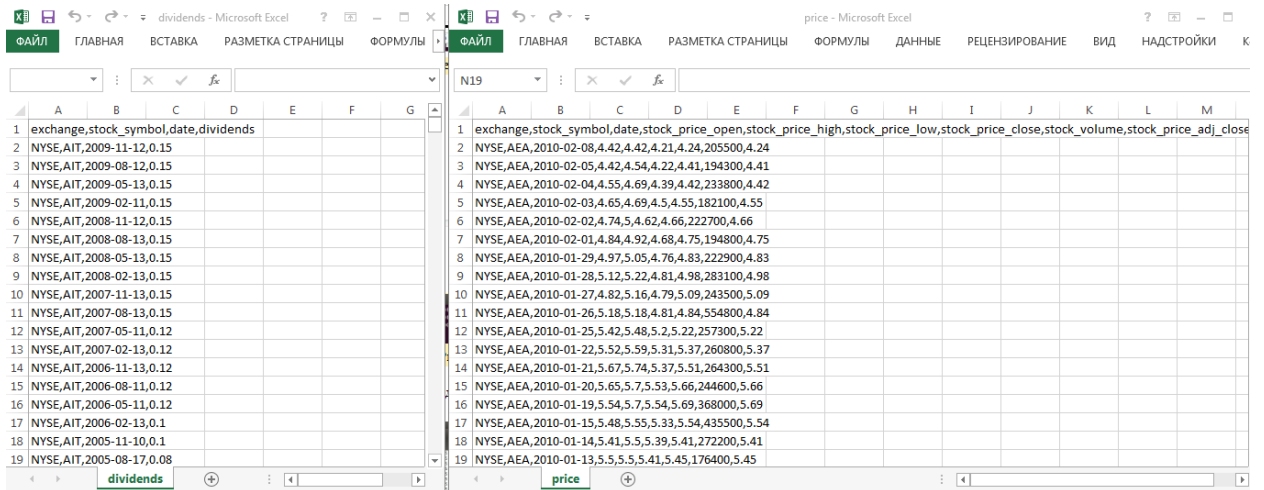 dividends - Microsoft Excel
ФАЙЛ ГЛАВНАЯ ВСТАВКА РАЗМЕТКА СТРАНИЦЫ ФОРМУЛЫ
fx
A B C D E F G
1 exchange,stock_symbol,date,dividends
2 NYSE,AIT,2009-11-12,0.15
3 NYSE,AIT,2009-08-12,0.15
4 NYSE,AIT,2009-05-13,0.15
5 NYSE,AIT,2009-02-11,0.15
6 NYSE,AIT,2008-11-12,0.15
7 NYSE,AIT,2008-08-13,0.15
8 NYSE,AIT,2008-05-13,0.15
9 NYSE,AIT,2008-02-13,0.15
10 NYSE,AIT,2007-11-13,0.15
11 NYSE,AIT,2007-08-13,0.15
12 NYSE,AIT,2007-05-11,0.12
13 NYSE,AIT,2007-02-13,0.12
14 NYSE,AIT,2006-11-13,0.12
15 NYSE,AIT,2006-08-11,0.12
16 NYSE,AIT,2006-05-11,0.12
17 NYSE,AIT,2006-02-13,0.1
18 NYSE,AIT,2005-11-10,0.1
19 NYSE,AIT,2005-08-17,0.08
dividends
price - Microsoft Excel
ФАЙЛ ГЛАВНАЯ ВСТАВКА РАЗМЕТКА СТРАНИЦЫ ФОРМУЛЫ ДАННЫЕ РЕЦЕНЗИРОВАНИЕ ВИД НАДСТРОЙКИ К
N19 fx
A B C D E F G H I J K L M
1 exchange,stock_symbol,date,stock_price_open,stock_price_high,stock_price_low,stock_price_close,stock_volume,stock_price_adj_close
2 NYSE,AEA,2010-02-08,4.42,4.42,4.21,4.24,205500,4.24
3 NYSE,AEA,2010-02-05,4.42,4.54,4.22,4.41,194300,4.41
4 NYSE,AEA,2010-02-04,4.55,4.69,4.39,4.42,233800,4.42
5 NYSE,AEA,2010-02-03,4.65,4.69,4.5,4.55,182100,4.55
6 NYSE,AEA,2010-02-02,4.74,5,4.62,4.66,222700,4.66
7 NYSE,AEA,2010-02-01,4.84,4.92,4.68,4.75,194800,4.75
8 NYSE,AEA,2010-01-29,4.97,5.05,4.76,4.83,222900,4.83
9 NYSE,AEA,2010-01-28,5.12,5.22,4.81,4.98,283100,4.98
10 NYSE,AEA,2010-01-27,4.82,5.16,4.79,5.09,243500,5.09
11 NYSE,AEA,2010-01-26,5.18,5.18,4.81,4.84,554800,4.84
12 NYSE,AEA,2010-01-25,5.42,5.48,5.2,5.22,257300,5.22
13 NYSE,AEA,2010-01-22,5.52,5.59,5.31,5.37,260800,5.37
14 NYSE,AEA,2010-01-21,5.67,5.74,5.37,5.51,264300,5.51
15 NYSE,AEA,2010-01-20,5.65,5.7,5.53,5.66,244600,5.66
16 NYSE,AEA,2010-01-19,5.54,5.7,5.54,5.69,368000,5.69
17 NYSE,AEA,2010-01-15,5.48,5.55,5.33,5.54,435500,5.54
18 NYSE,AEA,2010-01-14,5.41,5.5,5.39,5.41,272200,5.41
19 NYSE,AEA,2010-01-13,5.5,5.5,5.41,5.45,176400,5.45
price